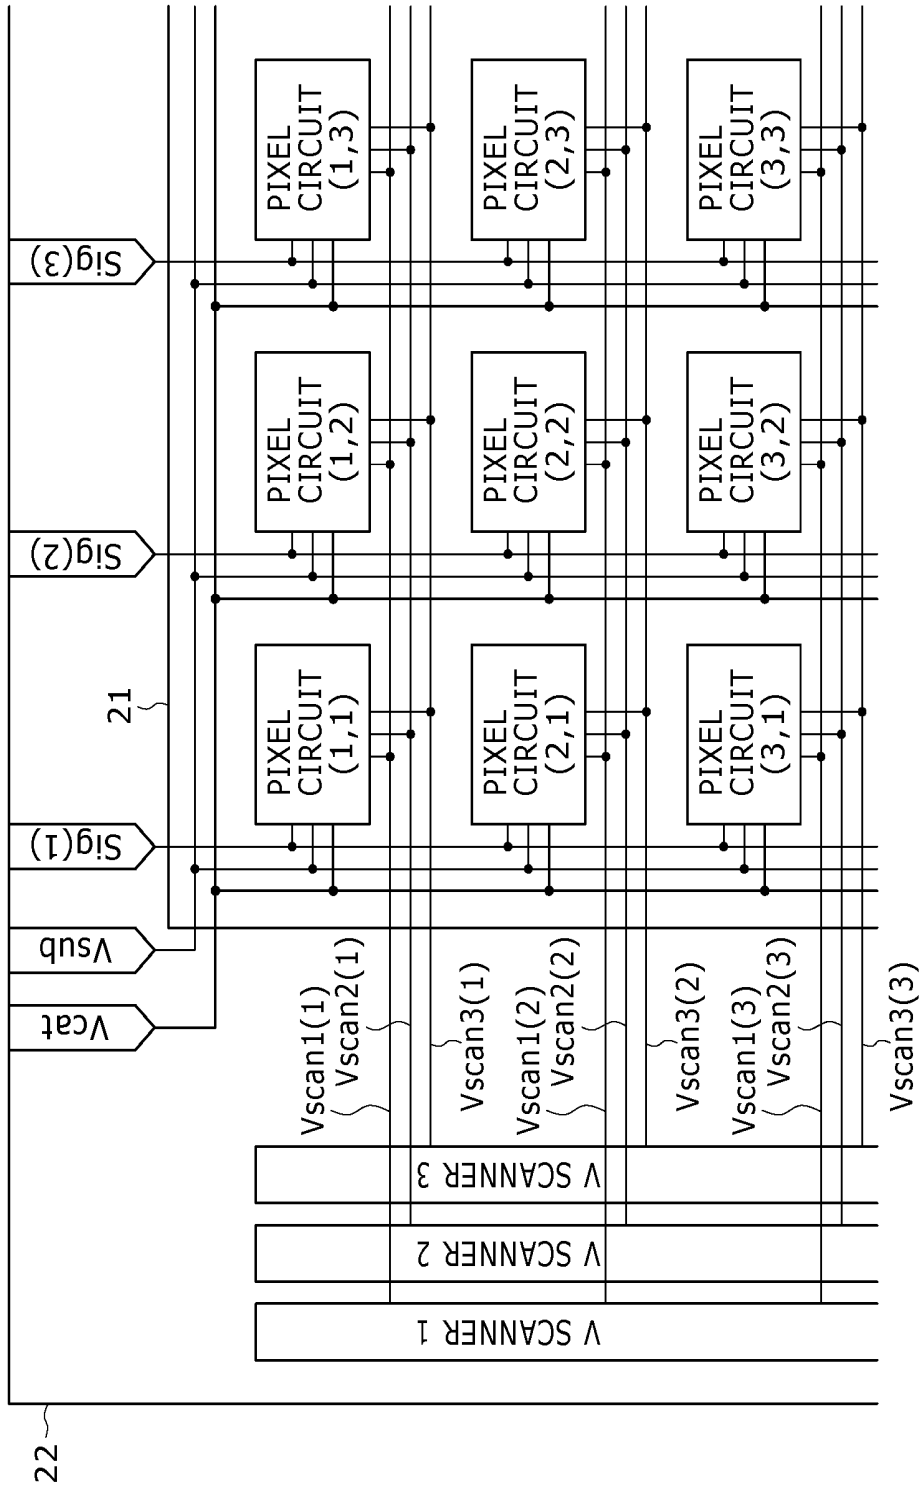 22
21
Vcat
Vsub
Sig(1)
Sig(2)
Sig(3)
V SCANNER 1
V SCANNER 2
V SCANNER 3
Vscan1(1)
Vscan2(1)
Vscan3(1)
Vscan1(2)
Vscan2(2)
Vscan3(2)
Vscan1(3)
Vscan2(3)
Vscan3(3)
PIXEL
CIRCUIT
(1,1)
PIXEL
CIRCUIT
(1,2)
PIXEL
CIRCUIT
(1,3)
PIXEL
CIRCUIT
(2,1)
PIXEL
CIRCUIT
(2,2)
PIXEL
CIRCUIT
(2,3)
PIXEL
CIRCUIT
(3,1)
PIXEL
CIRCUIT
(3,2)
PIXEL
CIRCUIT
(3,3)